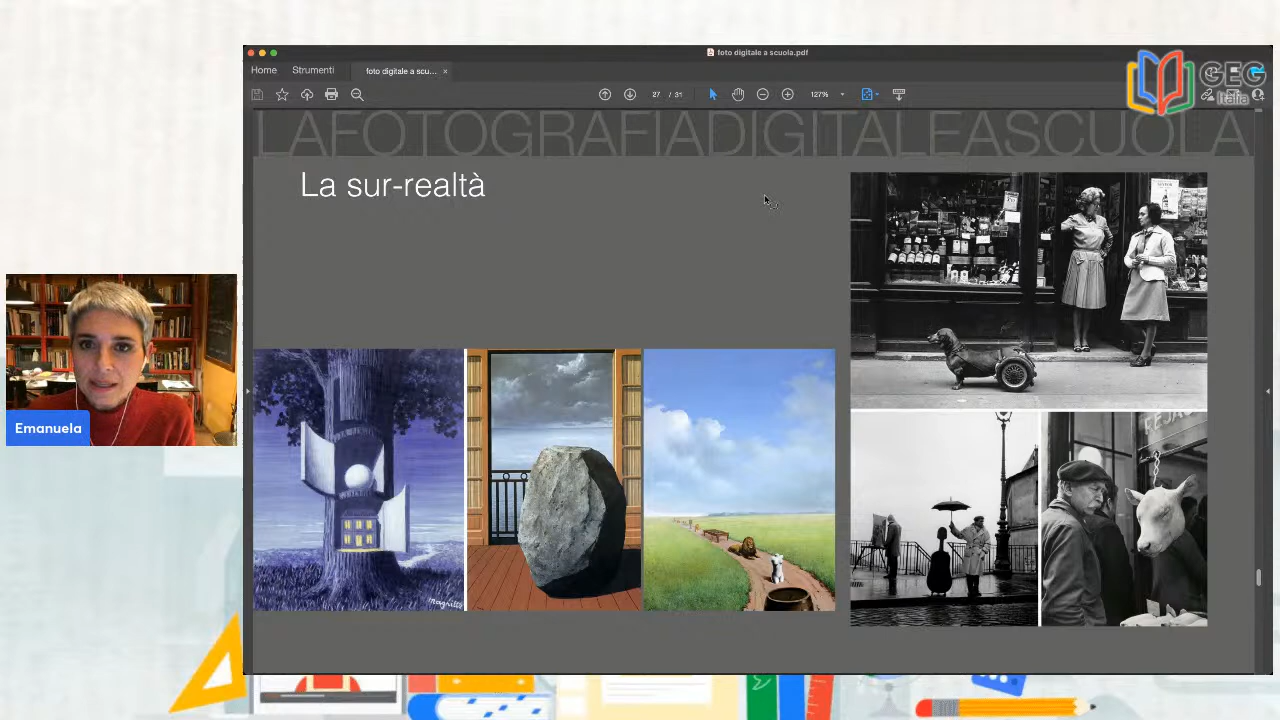 foto digitale a scuola.pdf
Home
Strumenti
foto digitale a scu... ×
27 / 31
127%
GEG
Italia
LAFOTOGRAFIADIGITALEASCUOLA
La sur-realtà
magritte
Emanuela